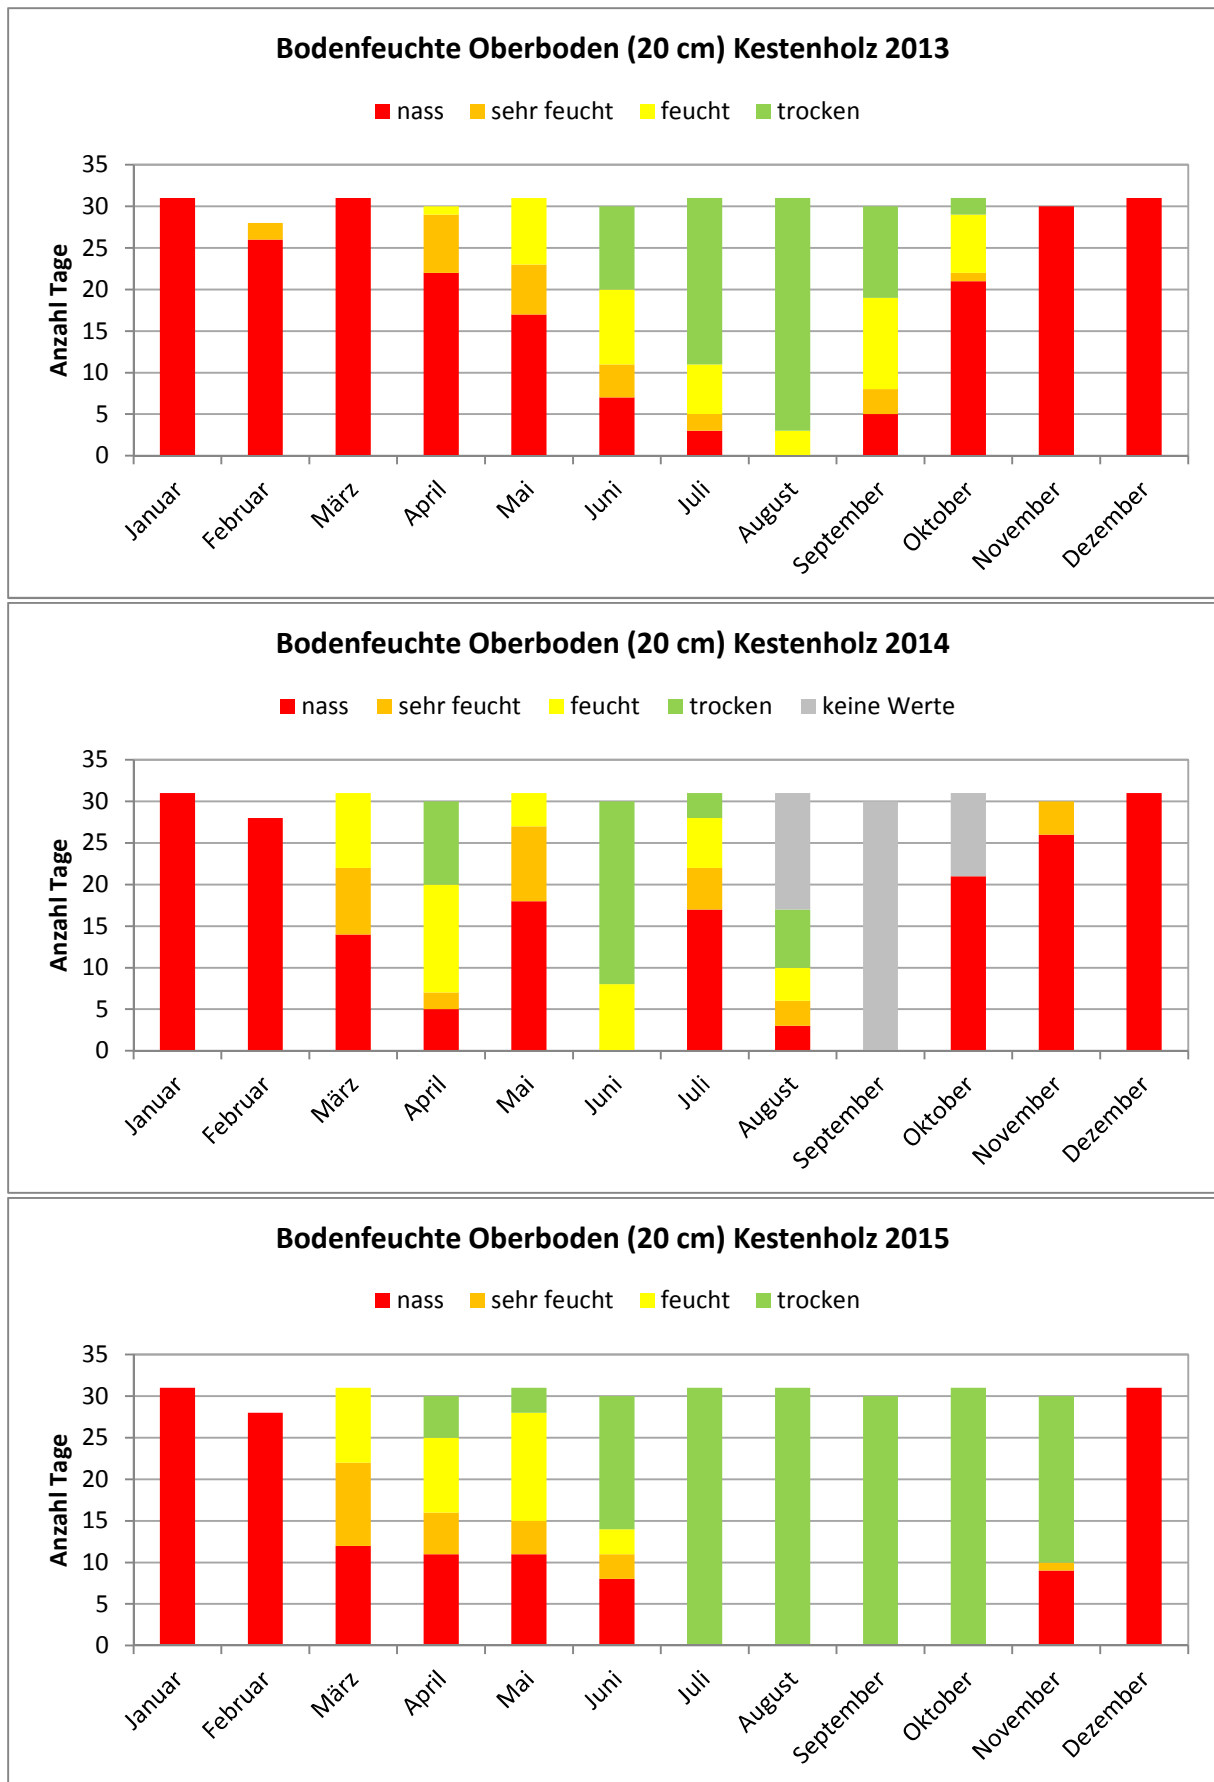 Bodenfeuchte Oberboden (20 cm) Kestenholz 2013
nass sehr feucht feucht trocken
Anzahl Tage
35
30
25
20
15
10
5
0
Januar Februar März April Mai Juni Juli August September Oktober November Dezember
Bodenfeuchte Oberboden (20 cm) Kestenholz 2014
nass sehr feucht feucht trocken keine Werte
Anzahl Tage
35
30
25
20
15
10
5
0
Januar Februar März April Mai Juni Juli August September Oktober November Dezember
Bodenfeuchte Oberboden (20 cm) Kestenholz 2015
nass sehr feucht feucht trocken
Anzahl Tage
35
30
25
20
15
10
5
0
Januar Februar März April Mai Juni Juli August September Oktober November Dezember